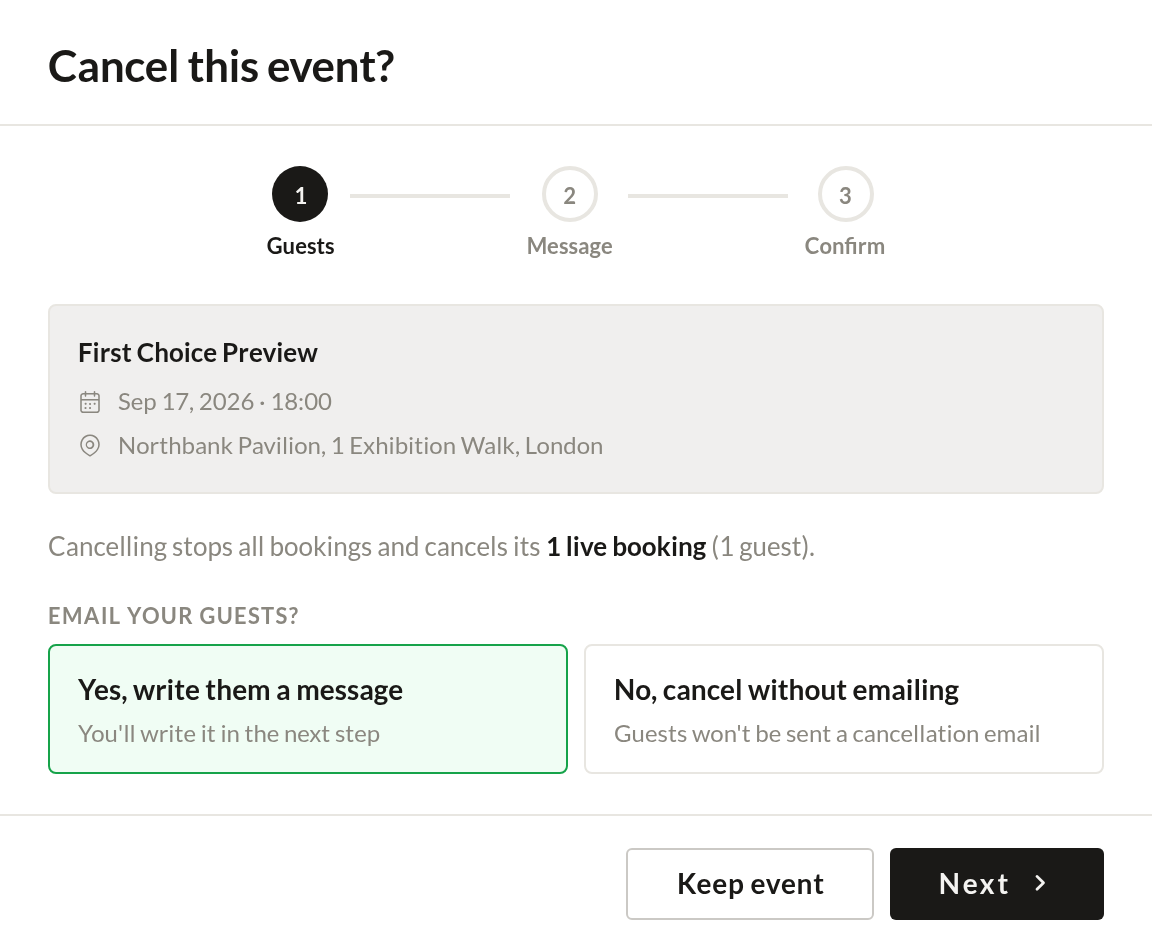 Cancel this event?
1
2
3
Guests
Message
Confirm
First Choice Preview
Sep 17, 2026 · 18:00
Northbank Pavilion, 1 Exhibition Walk, London
Cancelling stops all bookings and cancels its 1 live booking (1 guest).
EMAIL YOUR GUESTS?
Yes, write them a message
You'll write it in the next step
No, cancel without emailing
Guests won't be sent a cancellation email
Keep event
Next